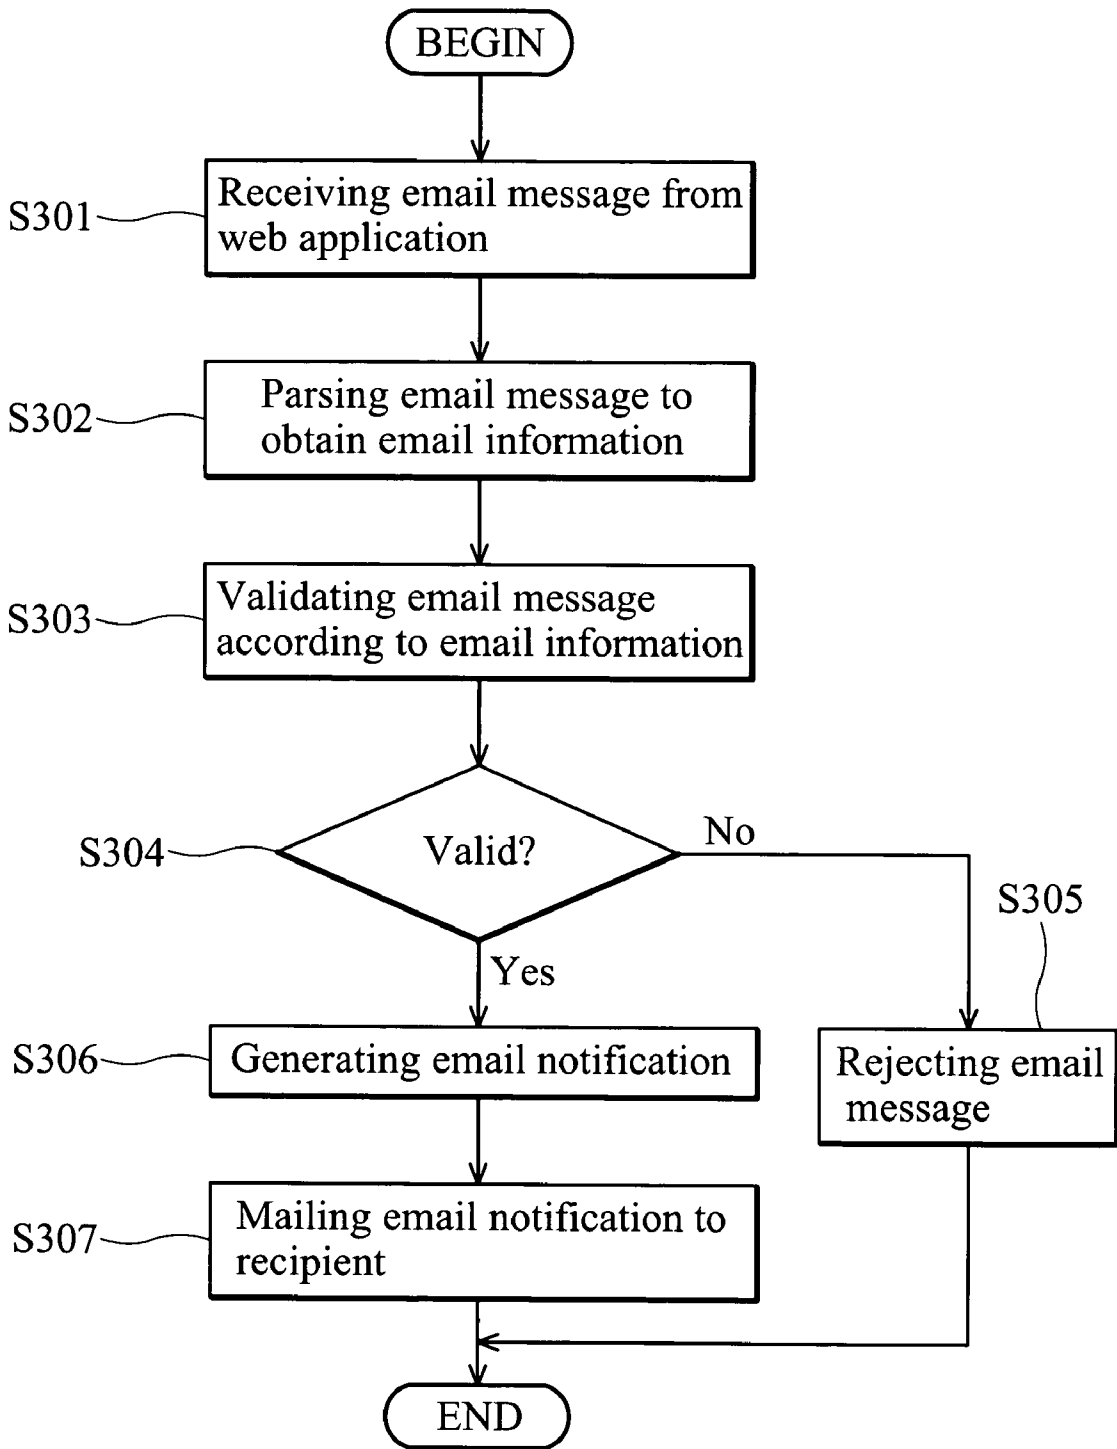 BEGIN
S301
Receiving email message from
web application
S302
Parsing email message to
obtain email information
S303
Validating email message
according to email information
S304
Valid?
No
S305
Yes
S306
Generating email notification
Rejecting email
message
S307
Mailing email notification to
recipient
END